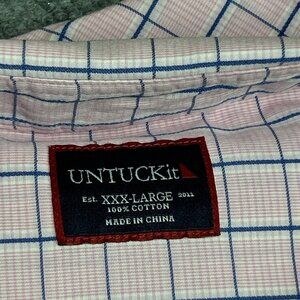 UNTUCKit
Est. XXX-LARGE 2011
100% COTTON
MADE IN CHINA